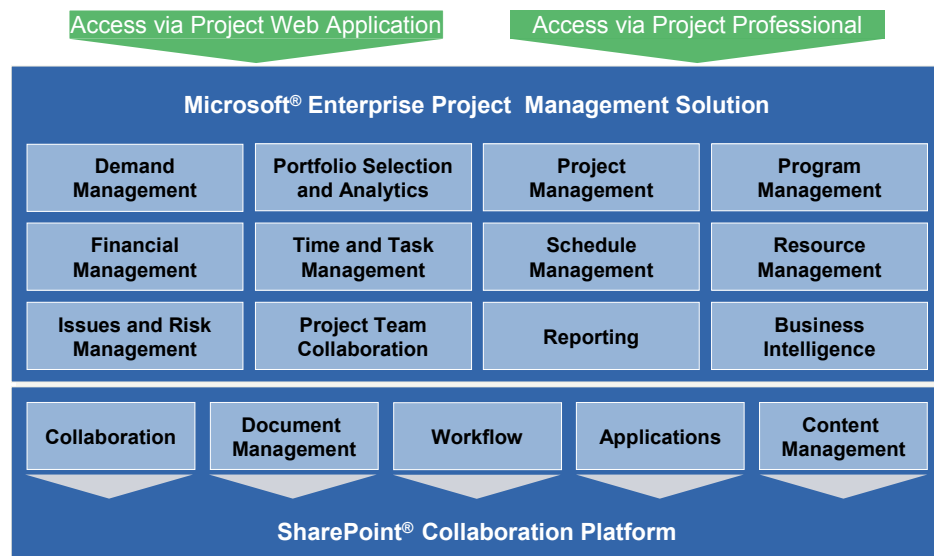 Access via Project Web Application
Access via Project Professional
Microsoft® Enterprise Project Management Solution
Demand
Management
Portfolio Selection
and Analytics
Project
Management
Program
Management
Financial
Management
Time and Task
Management
Schedule
Management
Resource
Management
Issues and Risk
Management
Project Team
Collaboration
Reporting
Business
Intelligence
Collaboration
Document
Management
Workflow
Applications
Content
Management
SharePoint® Collaboration Platform